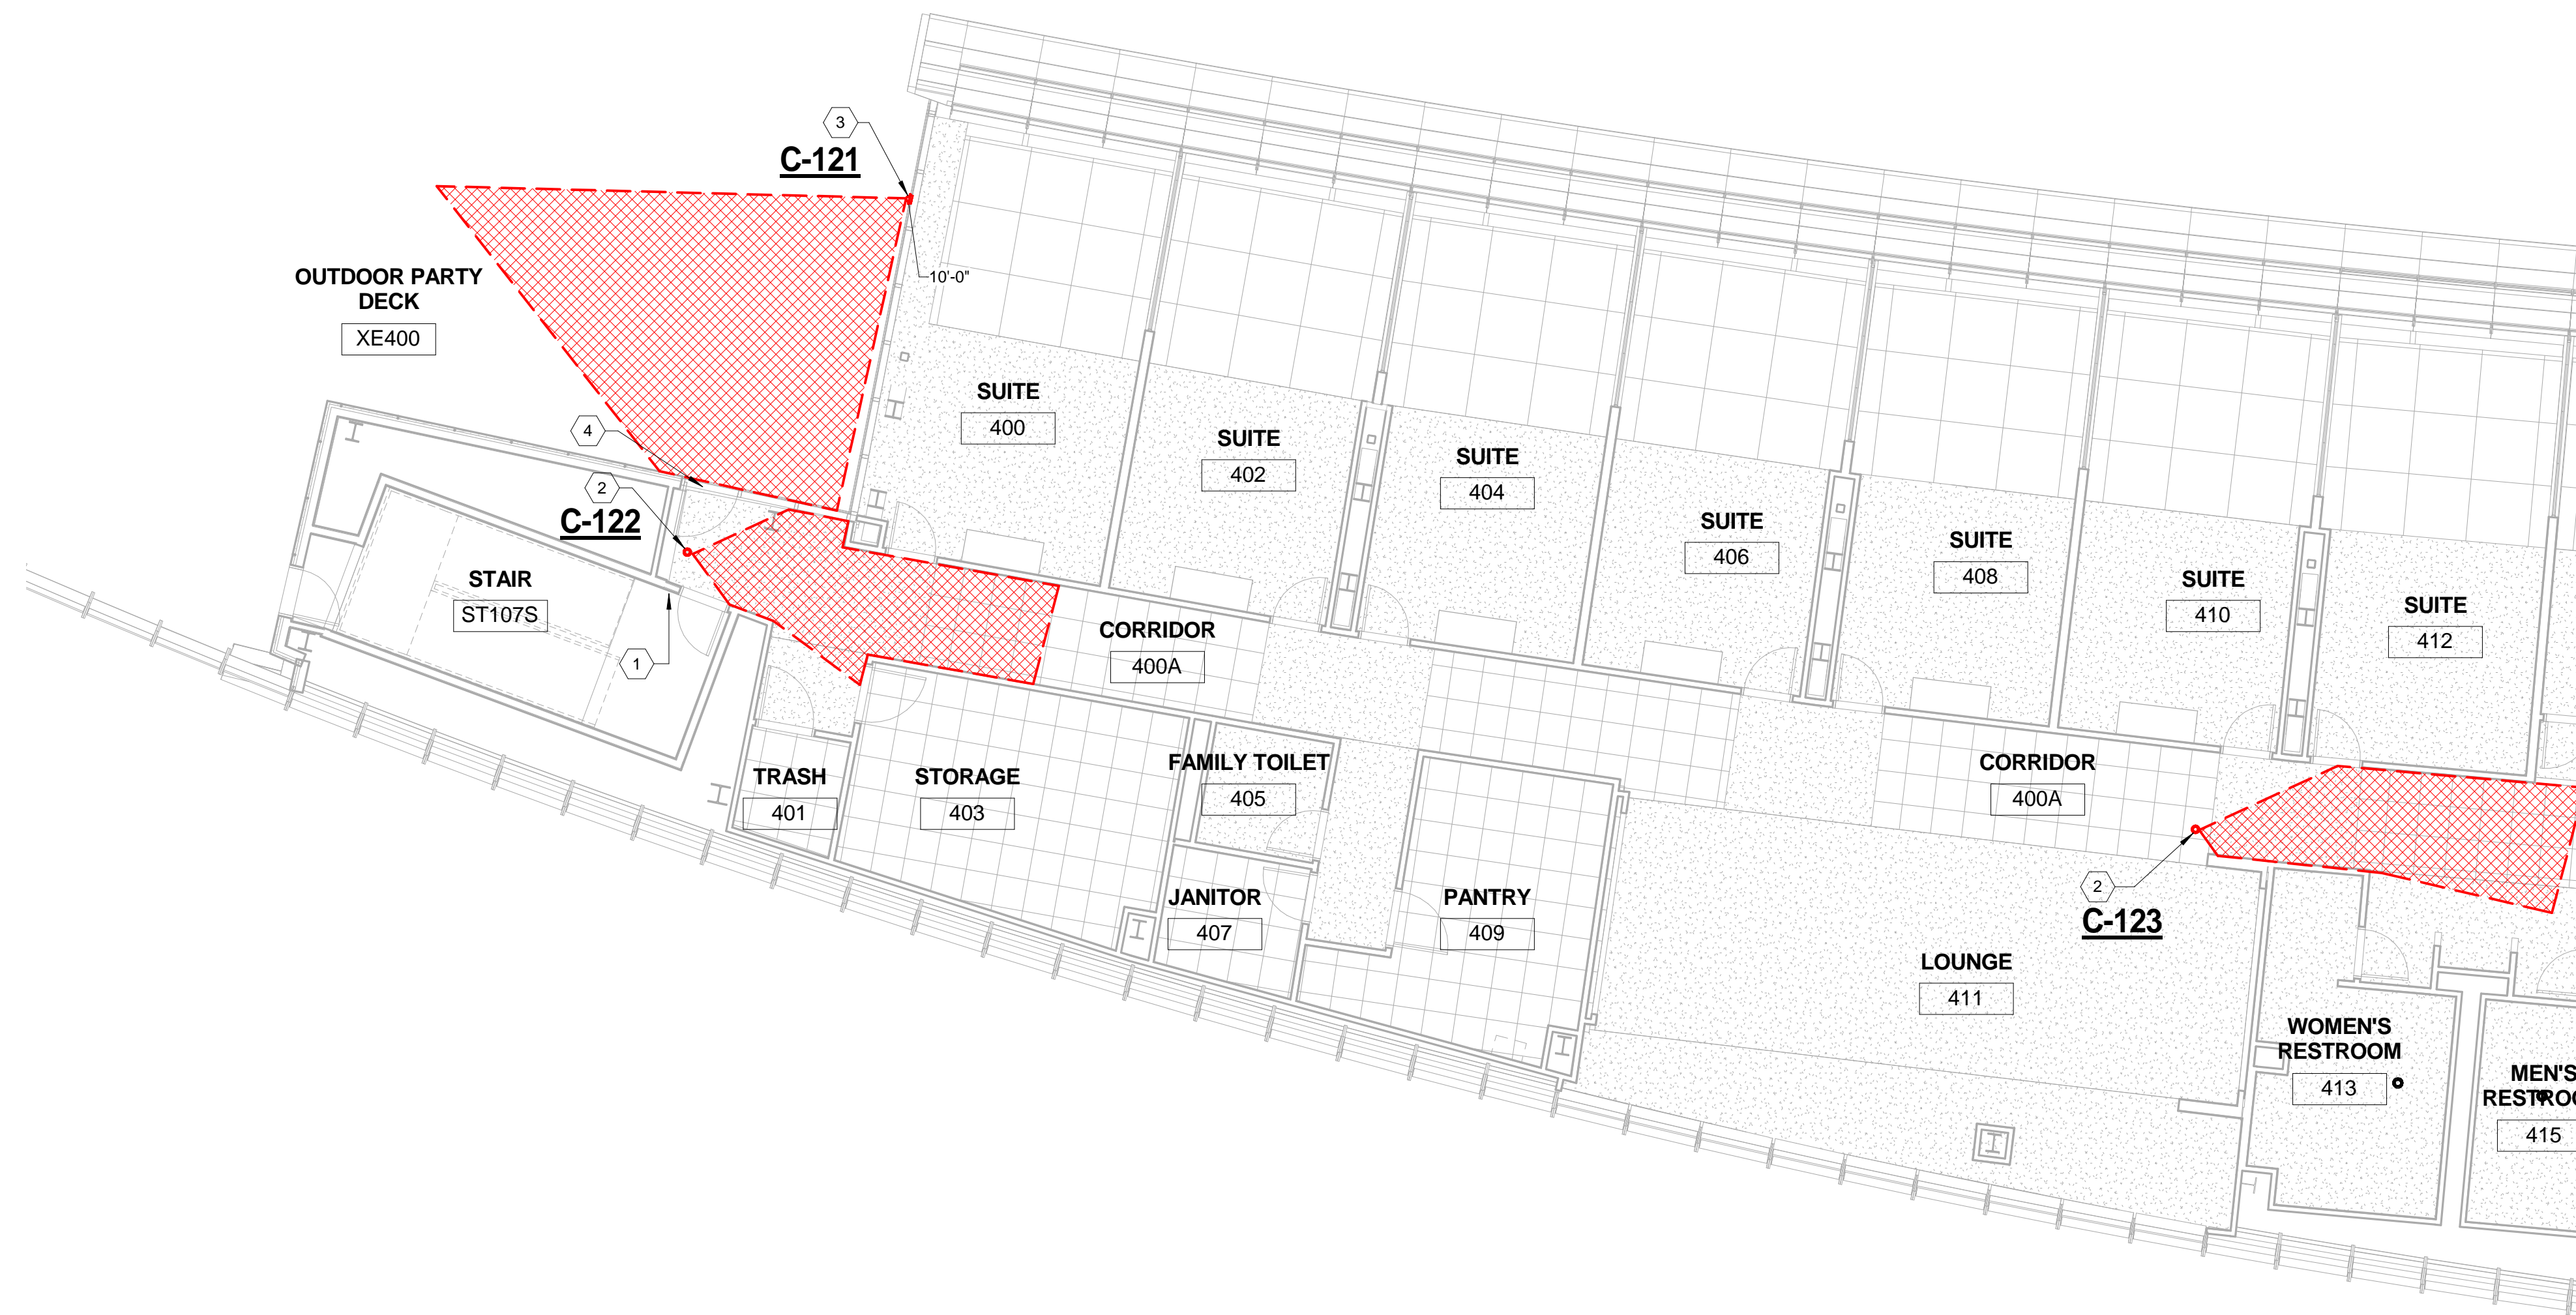 3
C-121
10'-0"
OUTDOOR PARTY
DECK
XE400
4
2
C-122
STAIR
ST107S
1
SUITE
400
SUITE
402
SUITE
404
SUITE
406
SUITE
408
SUITE
410
SUITE
412
CORRIDOR
400A
CORRIDOR
400A
TRASH
401
STORAGE
403
FAMILY TOILET
405
JANITOR
407
PANTRY
409
LOUNGE
411
2
C-123
WOMEN'S
RESTROOM
413
MEN'S
RESTROO
415